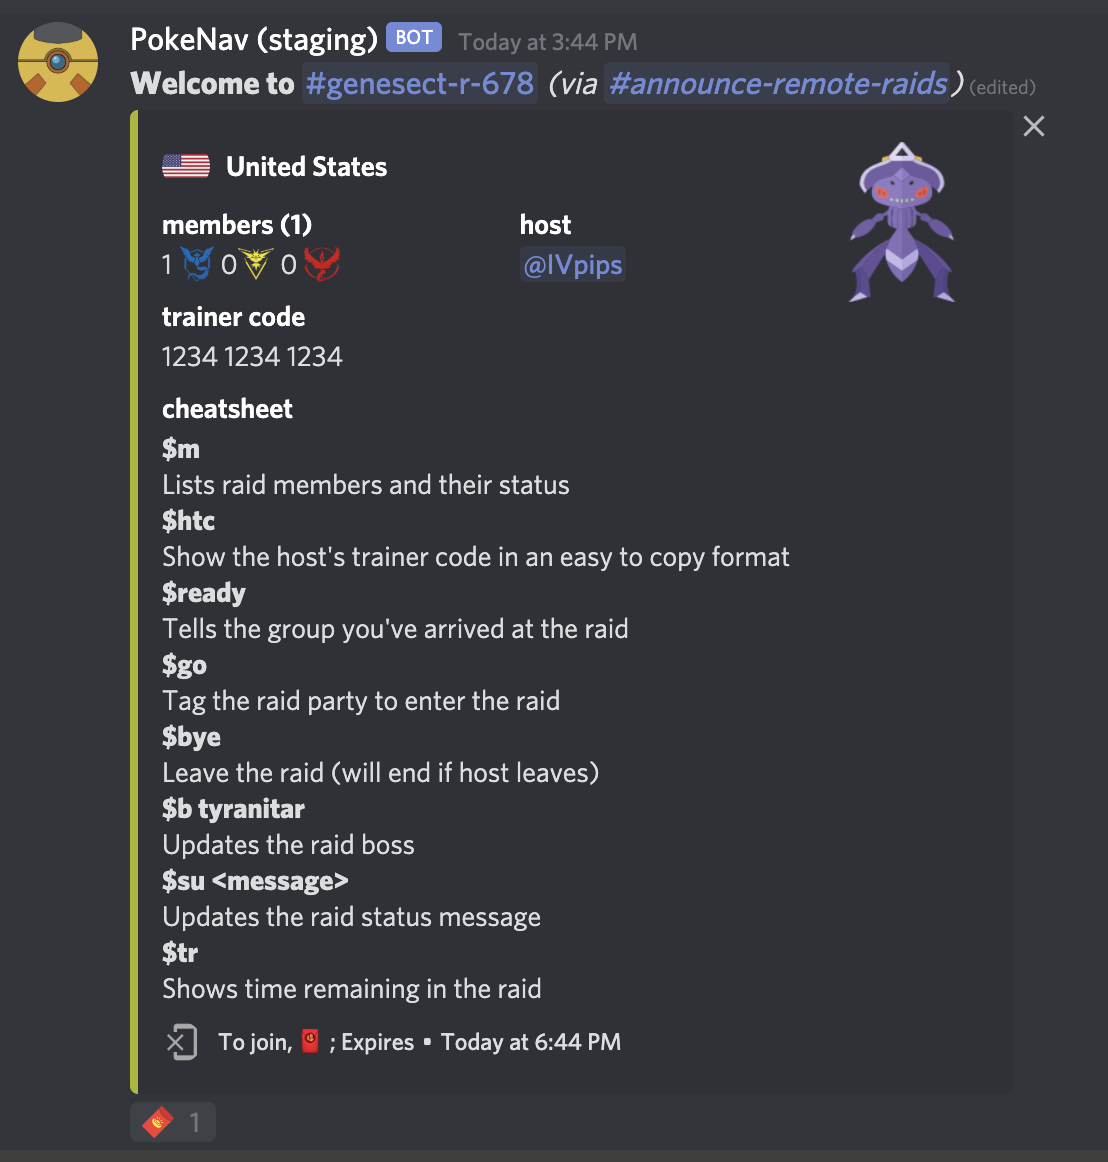 PokeNav (staging) BOT Today at 3:44 PM
Welcome to #genesect-r-678 (via #announce-remote-raids) (edited)
United States
members (1) host
1 0 0 @IVpips
trainer code
1234 1234 1234
cheatsheet
$m
Lists raid members and their status
$htc
Show the host's trainer code in an easy to copy format
$ready
Tells the group you've arrived at the raid
$go
Tag the raid party to enter the raid
$bye
Leave the raid (will end if host leaves)
$b tyranitar
Updates the raid boss
$su <message>
Updates the raid status message
$tr
Shows time remaining in the raid
To join, 🧧 ; Expires • Today at 6:44 PM
🧧 1